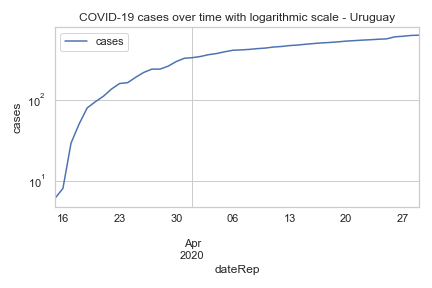 COVID-19 cases over time with logarithmic scale - Uruguay
cases
cases
10²
10¹
16
23
30
06
13
20
27
Apr
2020
dateRep